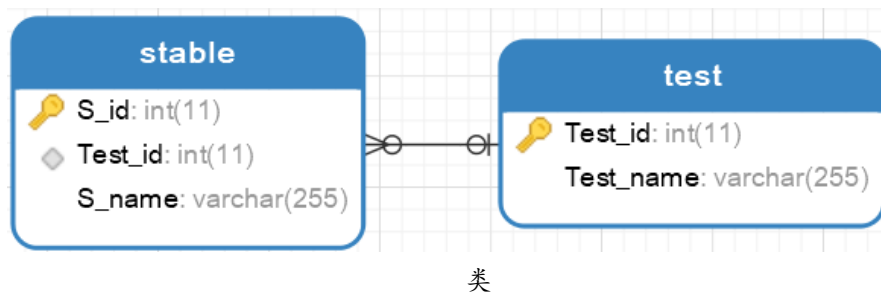 stable
S_id: int(11)
Test_id: int(11)
S_name: varchar(255)
test
Test_id: int(11)
Test_name: varchar(255)
类